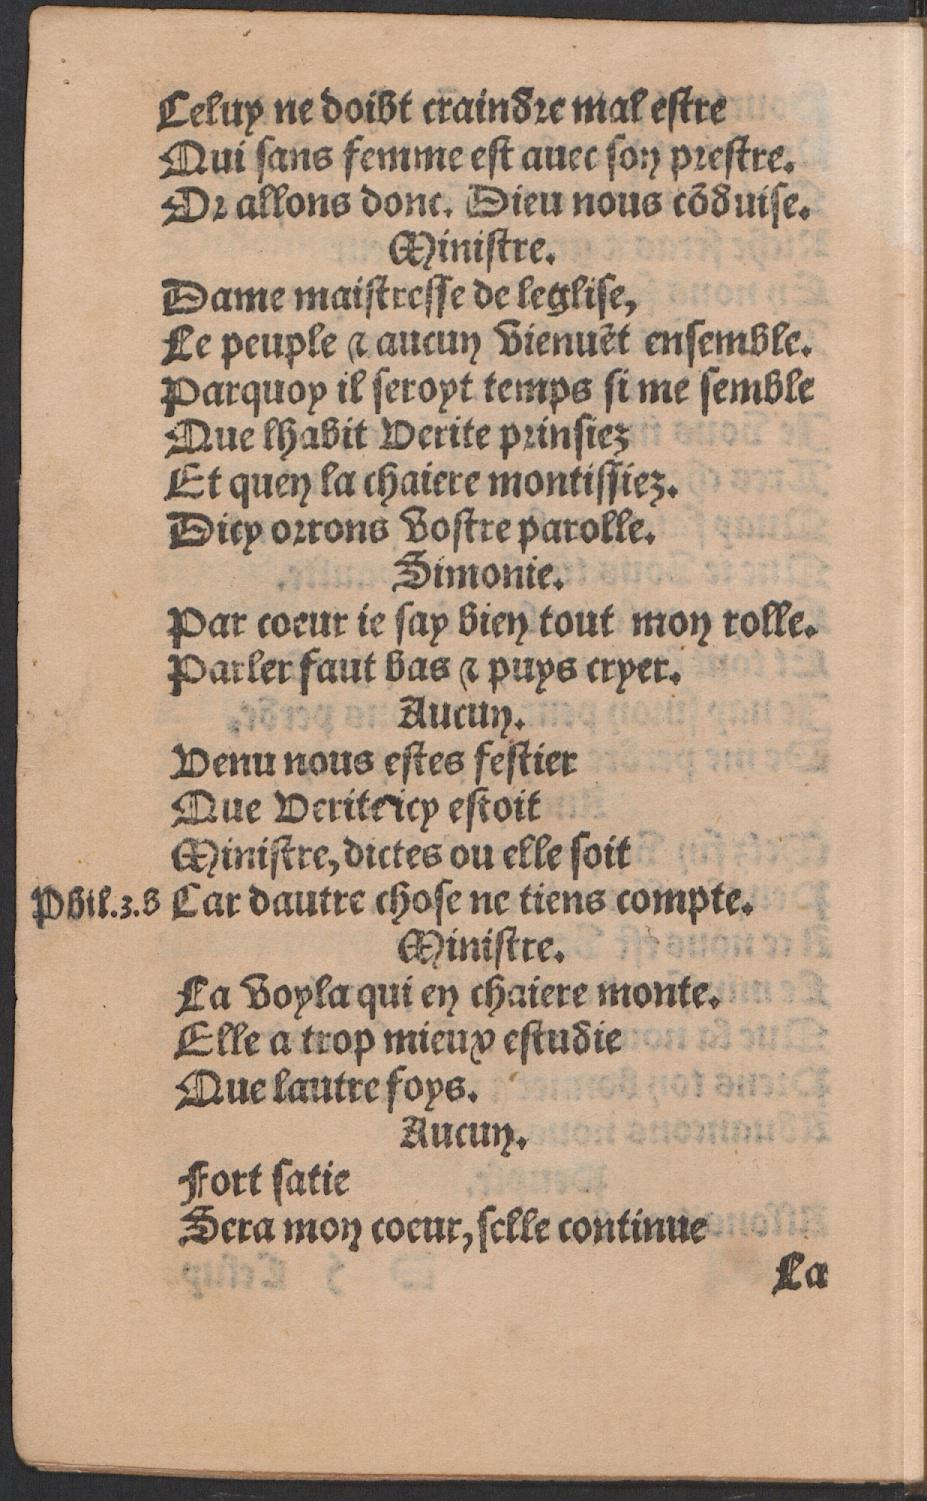 Celuy ne doibt craindre mal estre
Qui sans femme est auec son prestre.
Or allons donc. Dieu nous cõduise.
Ministre.
Dame maistresse de leglise,
Le peuple ⁊ aucun vienuẽt ensemble.
Parquoy il seroyt temps si me semble
Que lhabit Verite prinsiez
Et quen la chaiere montissiez.
Dicy orrons vostre parolle.
Simonie.
Par coeur ie say bien tout mon rolle.
Parler faut bas ⁊ puys cryer.
Aucun.
Venu nous estes festier
Que Verite icy estoit
Ministre, dictes ou elle soit
Phil.3.b Car dautre chose ne tiens compte.
Ministre.
La voyla qui en chaiere monte.
Elle a trop mieux estudie
Que lautre foys.
Aucun.
Fort satie
Sera mon coeur, selle continue
La